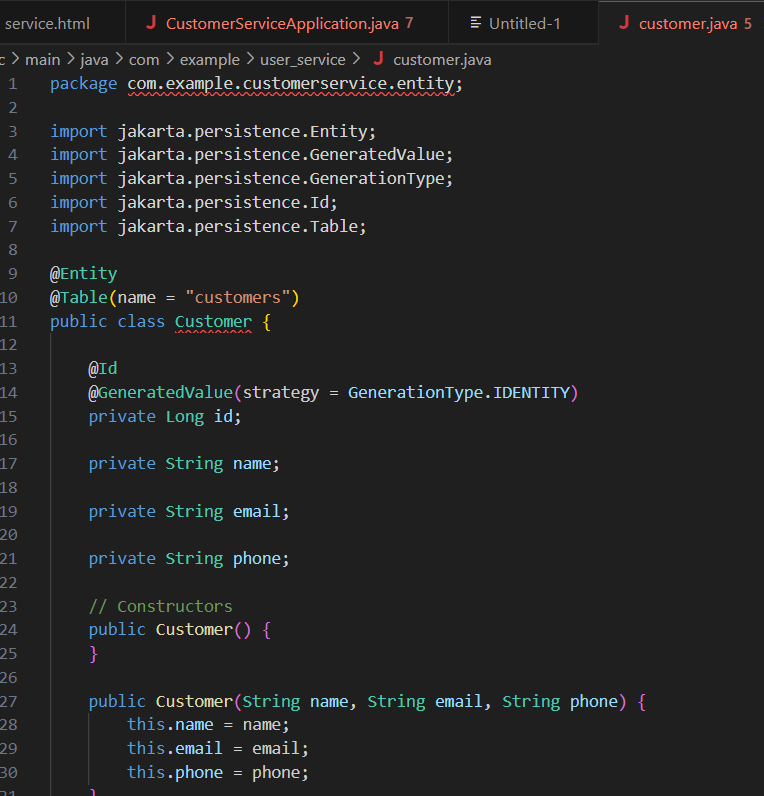 service.html J CustomerServiceApplication.java 7 Untitled-1 J customer.java 5
c > main > java > com > example > user_service > J customer.java
1 package com.example.customerservice.entity;
2
3 import jakarta.persistence.Entity;
4 import jakarta.persistence.GeneratedValue;
5 import jakarta.persistence.GenerationType;
6 import jakarta.persistence.Id;
7 import jakarta.persistence.Table;
8
9 @Entity
10 @Table(name = "customers")
11 public class Customer {
12
13 @Id
14 @GeneratedValue(strategy = GenerationType.IDENTITY)
15 private Long id;
16
17 private String name;
18
19 private String email;
20
21 private String phone;
22
23 // Constructors
24 public Customer() {
25 }
26
27 public Customer(String name, String email, String phone) {
28 this.name = name;
29 this.email = email;
30 this.phone = phone;
31 }